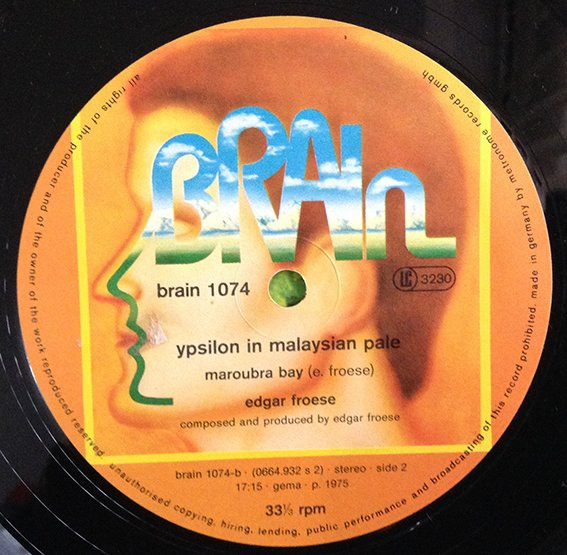 BRAIN
brain 1074
LC 3230
ypsilon in malaysian pale
maroubra bay (e. froese)
edgar froese
composed and produced by edgar froese
brain 1074-b · (0664.932 s 2) · stereo · side 2
17:15 · gema · p. 1975
33⅓ rpm
all rights of the producer and of the owner of the work reproduced reserved. unauthorised copying, hiring, lending, public performance and broadcasting of this record prohibited. made in germany by metronome records gmbh